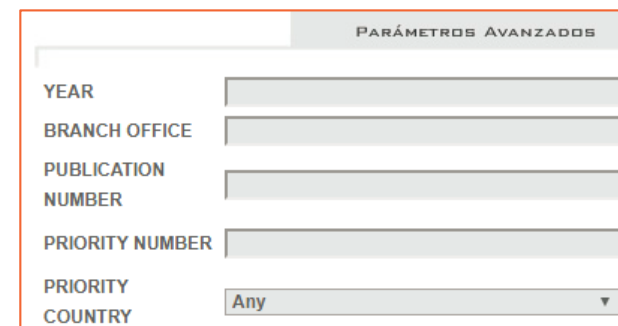 PARÁMETROS AVANZADOS
YEAR
BRANCH OFFICE
PUBLICATION
NUMBER
PRIORITY NUMBER
PRIORITY
COUNTRY
Any